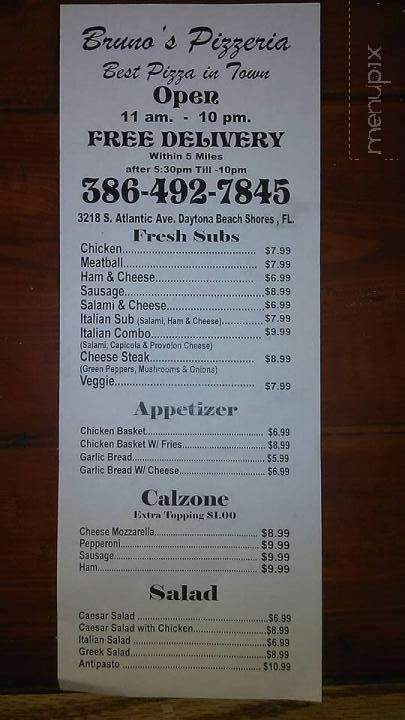 Bruno's Pizzeria
Best Pizza in Town
Open
11 am. - 10 pm.
FREE DELIVERY
Within 5 Miles
after 5:30pm Till -10pm
386-492-7845
3218 S. Atlantic Ave. Daytona Beach Shores , FL.
Fresh Subs
Chicken........................................ $7.99
Meatball........................................ $7.99
Ham & Cheese............................. $6.99
Sausage........................................ $8.99
Salami & Cheese.......................... $6.99
Italian Sub (Salami, Ham & Cheese)............ $7.99
Italian Combo............................... $9.99
(Salami, Capicola & Provolon Cheese)
Cheese Steak............................... $8.99
(Green Peppers, Mushrooms & Onions)
Veggie........................................... $7.99
Appetizer
Chicken Basket........................................ $6.99
Chicken Basket W/ Fries............................ $8.99
Garlic Bread............................................. $5.99
Garlic Bread W/ Cheese............................. $6.99
Calzone
Extra Topping $1.00
Cheese Mozzarella.................................... $8.99
Pepperoni................................................. $9.99
Sausage................................................... $9.99
Ham......................................................... $9.99
Salad
Caesar Salad ............................................ $6.99
Caesar Salad with Chicken......................... $8.99
Italian Salad .............................................. $6.99
Greek Salad.............................................. $8.99
Antipasto .................................................. $10.99
menupix